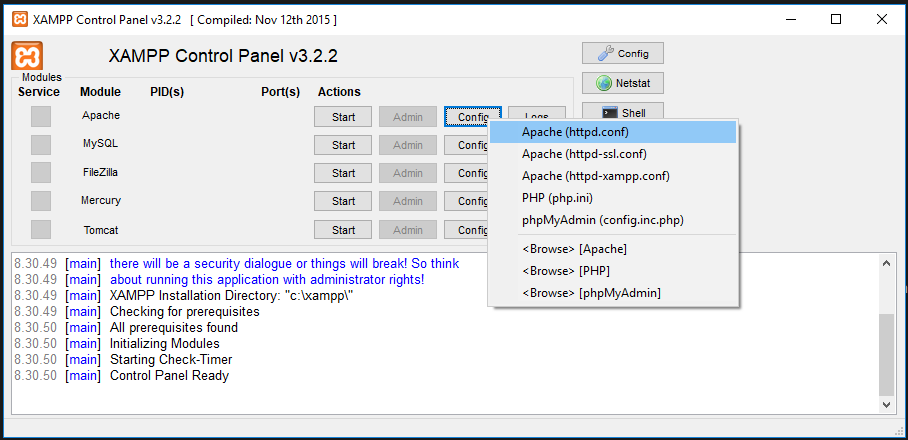 XAMPP Control Panel v3.2.2 [ Compiled: Nov 12th 2015 ]
XAMPP Control Panel v3.2.2
Config
Netstat
Shell
Modules
Service Module PID(s) Port(s) Actions
Apache Start Admin Config Logs
MySQL Start Admin Config
FileZilla Start Admin Config
Mercury Start Admin Config
Tomcat Start Admin Config
Apache (httpd.conf)
Apache (httpd-ssl.conf)
Apache (httpd-xampp.conf)
PHP (php.ini)
phpMyAdmin (config.inc.php)
<Browse> [Apache]
<Browse> [PHP]
<Browse> [phpMyAdmin]
8.30.49 [main] there will be a security dialogue or things will break! So think
8.30.49 [main] about running this application with administrator rights!
8.30.49 [main] XAMPP Installation Directory: "c:\xampp\"
8.30.49 [main] Checking for prerequisites
8.30.50 [main] All prerequisites found
8.30.50 [main] Initializing Modules
8.30.50 [main] Starting Check-Timer
8.30.50 [main] Control Panel Ready